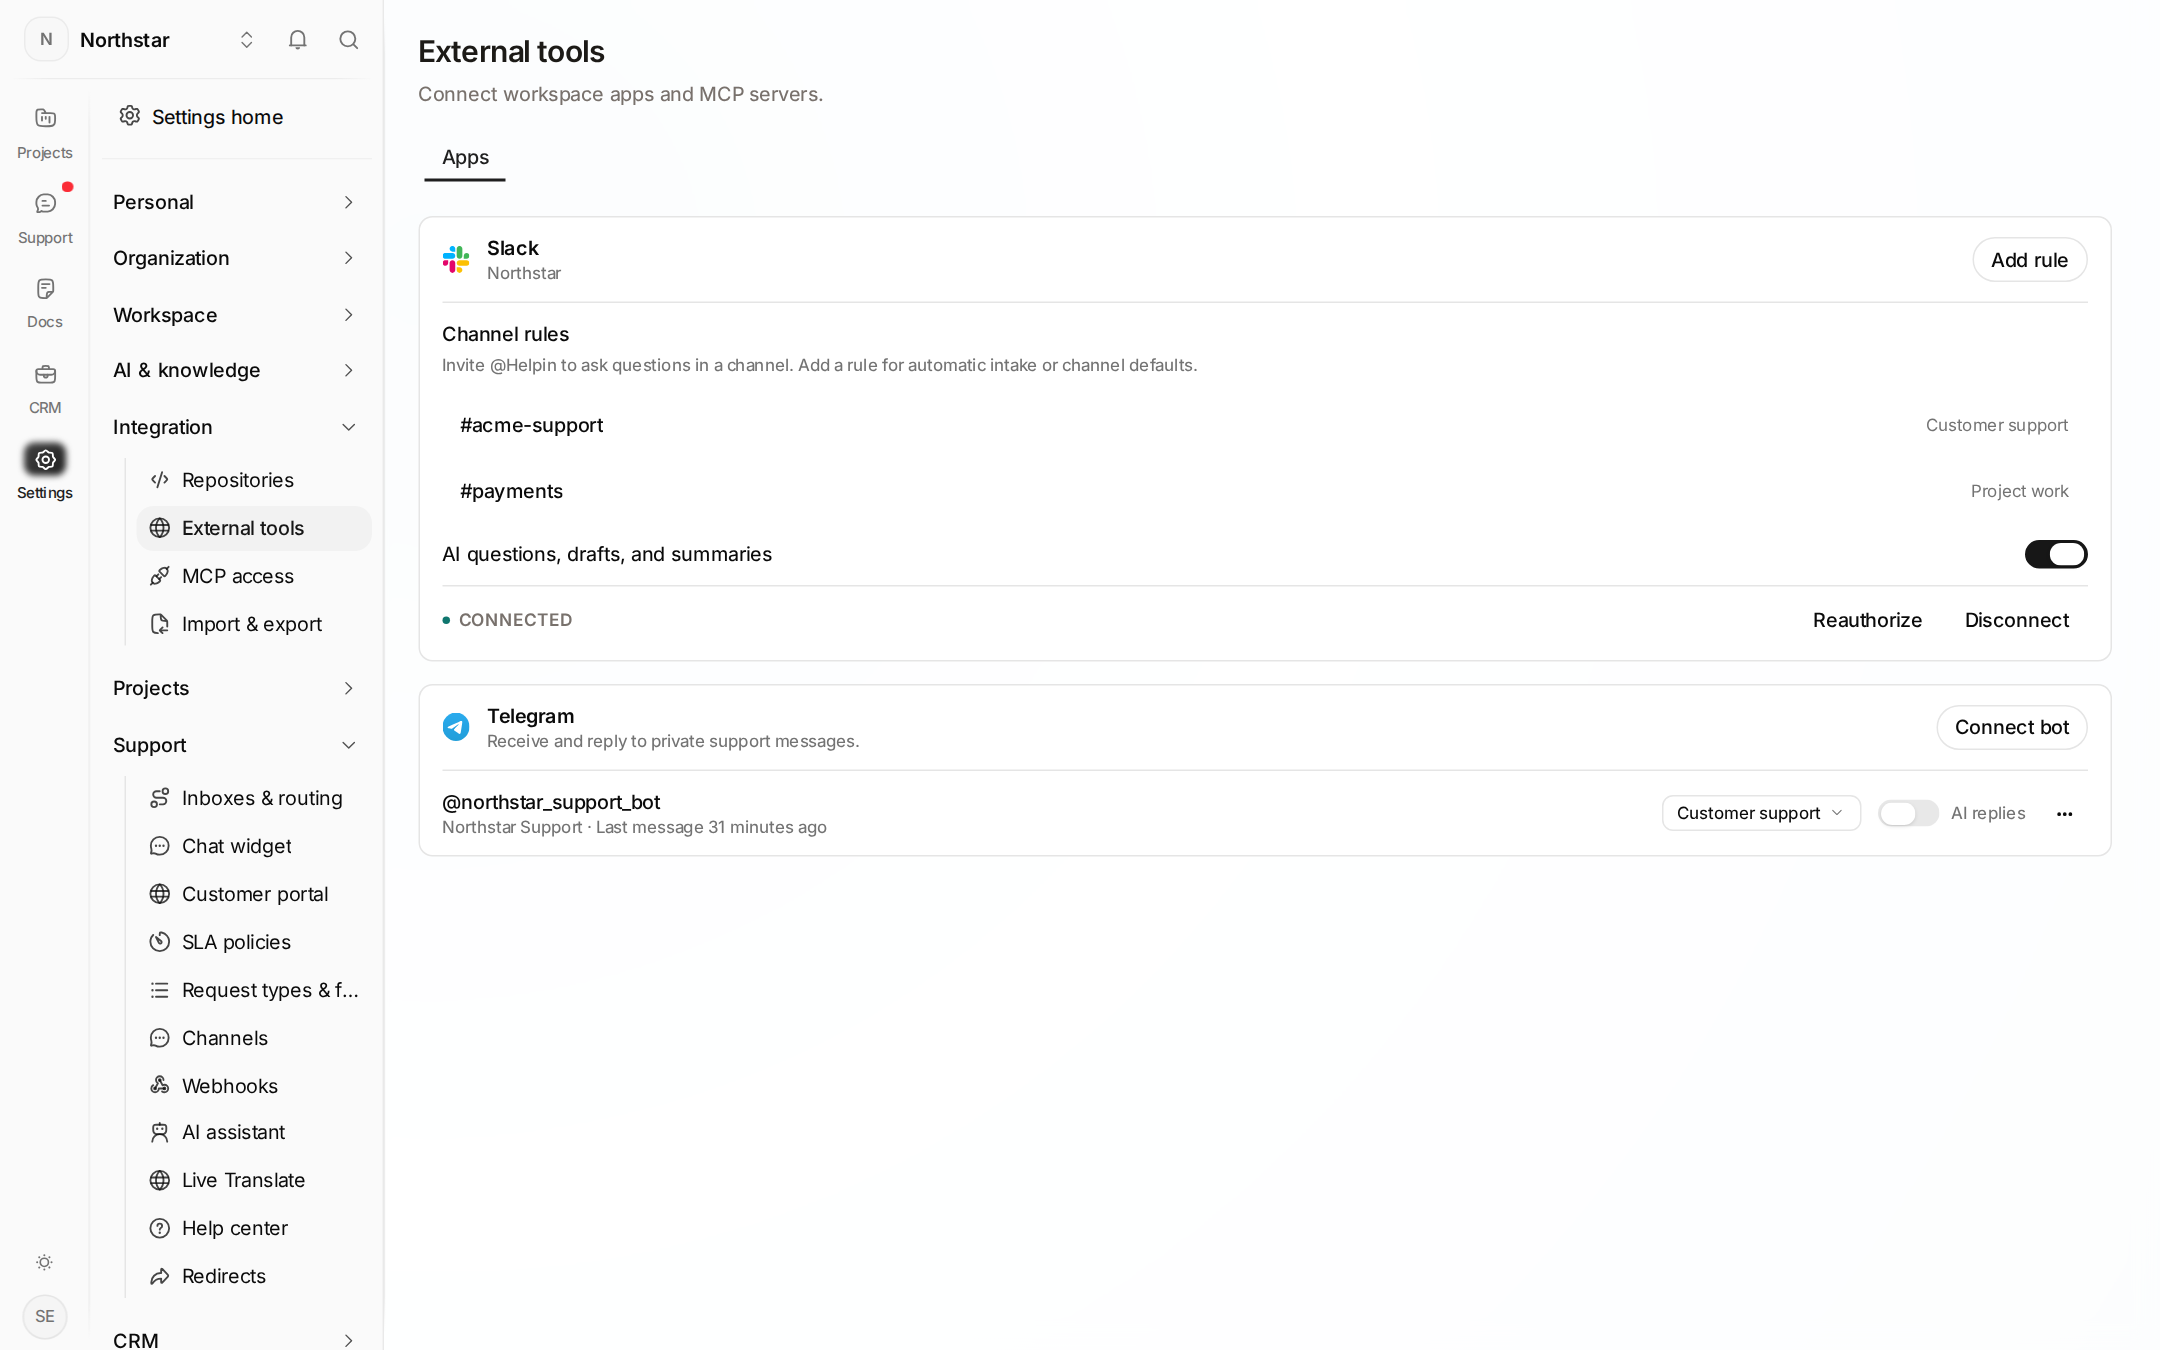 N
Northstar
Projects
Support
Docs
CRM
Settings
SE
Settings home
Personal
Organization
Workspace
AI & knowledge
Integration
Repositories
External tools
MCP access
Import & export
Projects
Support
Inboxes & routing
Chat widget
Customer portal
SLA policies
Request types & f...
Channels
Webhooks
AI assistant
Live Translate
Help center
Redirects
CRM
External tools
Connect workspace apps and MCP servers.
Apps
Slack
Northstar
Add rule
Channel rules
Invite @Helpin to ask questions in a channel. Add a rule for automatic intake or channel defaults.
#acme-support
Customer support
#payments
Project work
AI questions, drafts, and summaries
CONNECTED
Reauthorize
Disconnect
Telegram
Receive and reply to private support messages.
Connect bot
@northstar_support_bot
Northstar Support · Last message 31 minutes ago
Customer support
AI replies